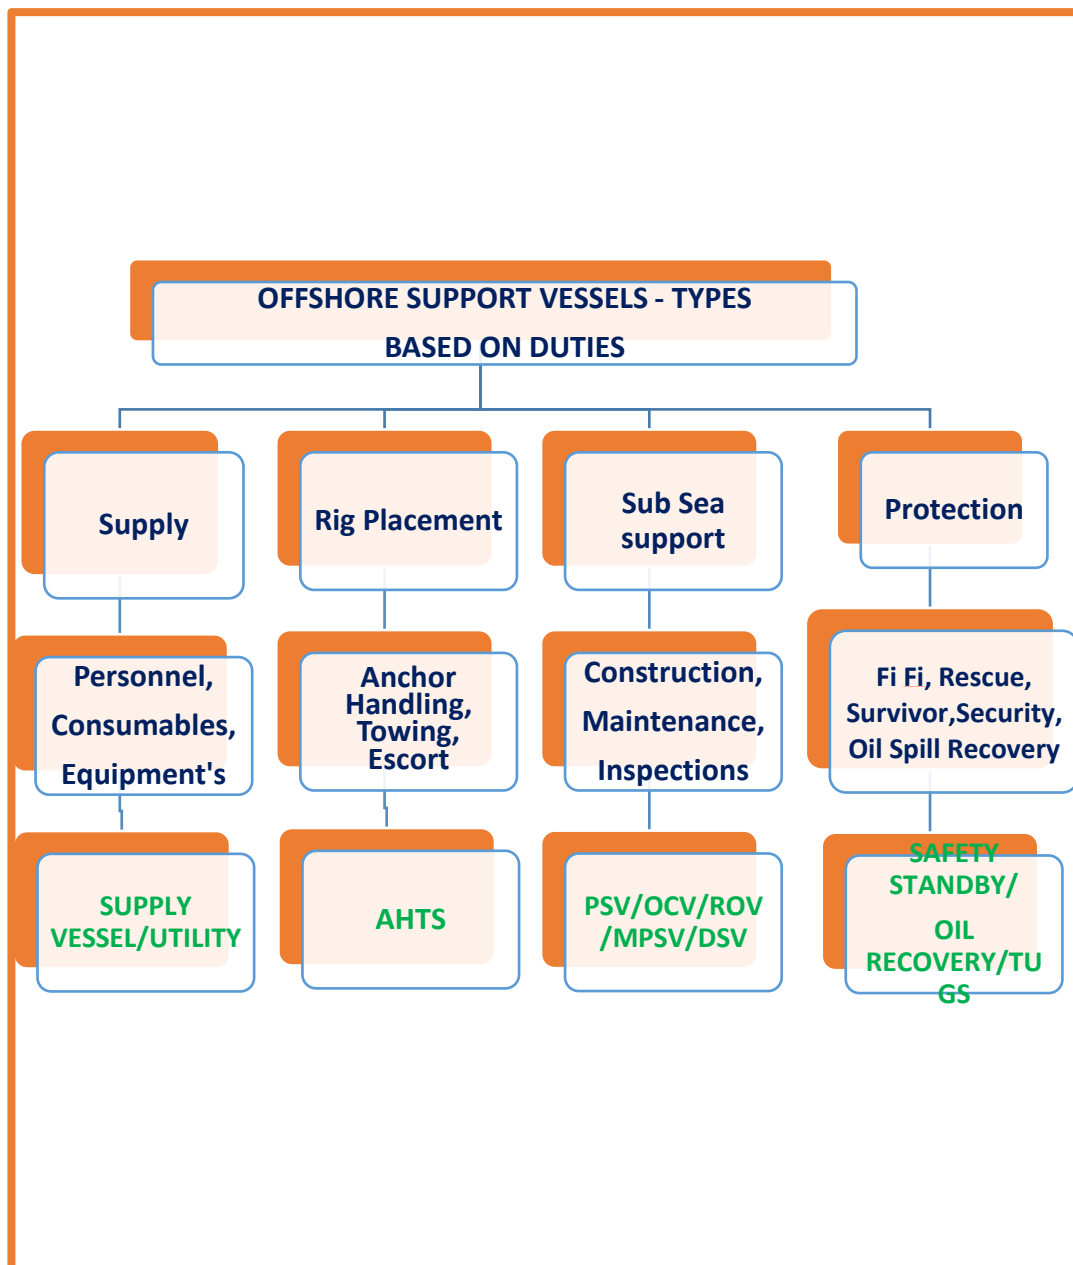 OFFSHORE SUPPORT VESSELS - TYPES
BASED ON DUTIES
Supply
Rig Placement
Sub Sea
support
Protection
Personnel,
Consumables,
Equipment's
Anchor
Handling,
Towing,
Escort
Construction,
Maintenance,
Inspections
Fi Fi, Rescue,
Survivor,Security,
Oil Spill Recovery
SUPPLY
VESSEL/UTILITY
AHTS
PSV/OCV/ROV
/MPSV/DSV
SAFETY
STANDBY/
OIL
RECOVERY/TU
GS